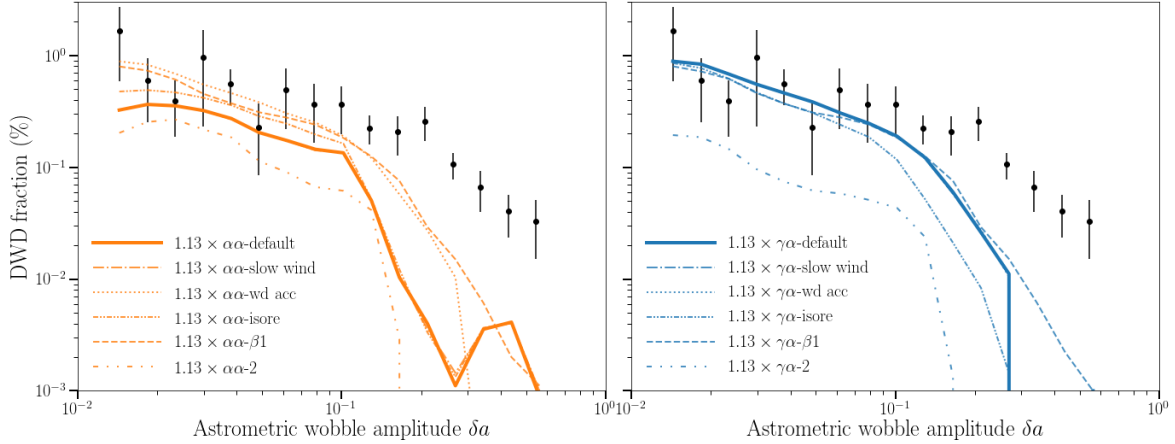 DWD fraction (%)
10⁰
10⁻¹
10⁻²
10⁻³
1.13 × αα-default
1.13 × αα-slow wind
1.13 × αα-wd acc
1.13 × αα-isore
1.13 × αα-β1
1.13 × αα-2
10⁻²
10⁻¹
10⁰
Astrometric wobble amplitude δa
1.13 × γα-default
1.13 × γα-slow wind
1.13 × γα-wd acc
1.13 × γα-isore
1.13 × γα-β1
1.13 × γα-2
10⁻²
10⁻¹
10⁰
Astrometric wobble amplitude δa